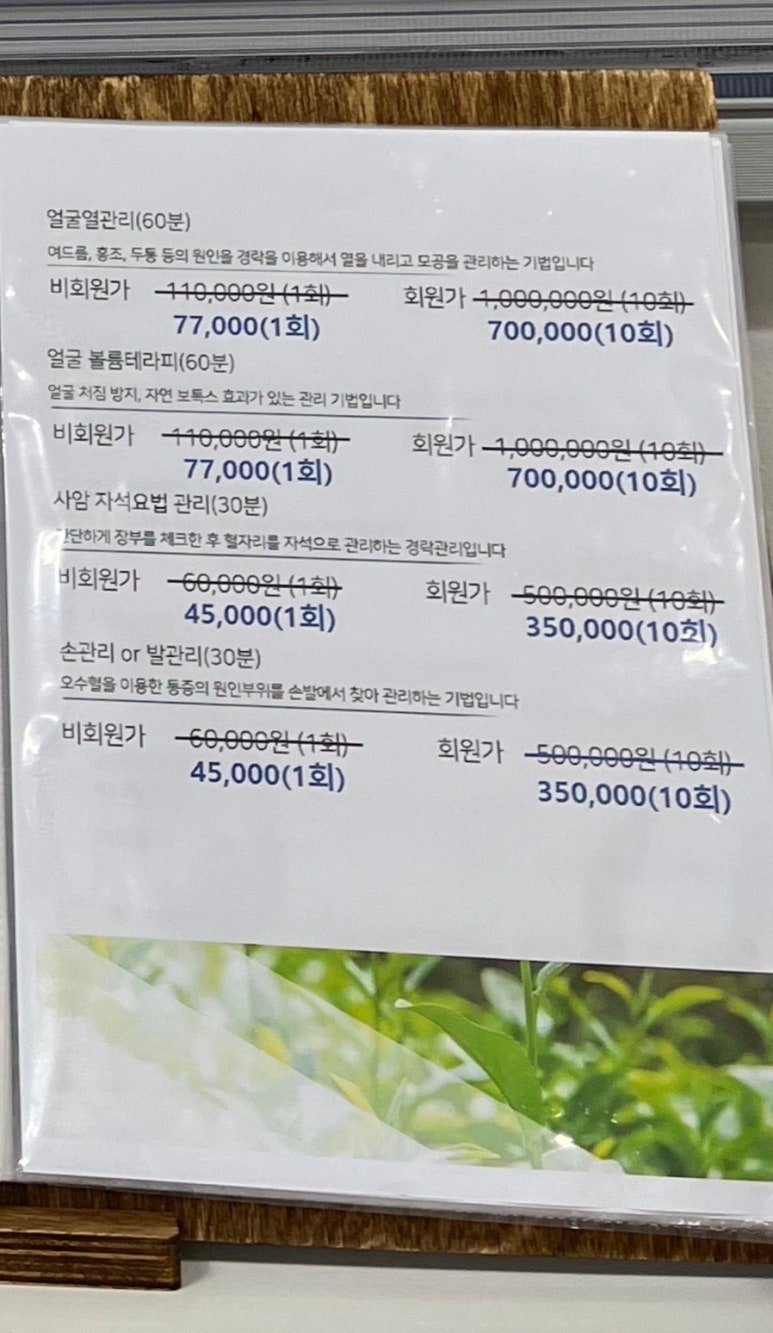 얼굴열관리(60분)
여드름, 홍조, 두통 등의 원인을 경락을 이용해서 열을 내리고 모공을 관리하는 기법입니다
비회원가 110,000원 (1회) 회원가 1,000,000원 (10회)
77,000(1회) 700,000(10회)
얼굴 볼륨테라피(60분)
얼굴 처짐 방지, 자연 보톡스 효과가 있는 관리 기법입니다
비회원가 110,000원 (1회) 회원가 1,000,000원 (10회)
77,000(1회) 700,000(10회)
사암 자석요법 관리(30분)
간단하게 장부를 체크한 후 혈자리를 자석으로 관리하는 경락관리입니다
비회원가 60,000원 (1회) 회원가 500,000원 (10회)
45,000(1회) 350,000(10회)
손관리 or 발관리(30분)
오수혈을 이용한 통증의 원인부위를 손발에서 찾아 관리하는 기법입니다
비회원가 60,000원 (1회) 회원가 500,000원 (10회)
45,000(1회) 350,000(10회)